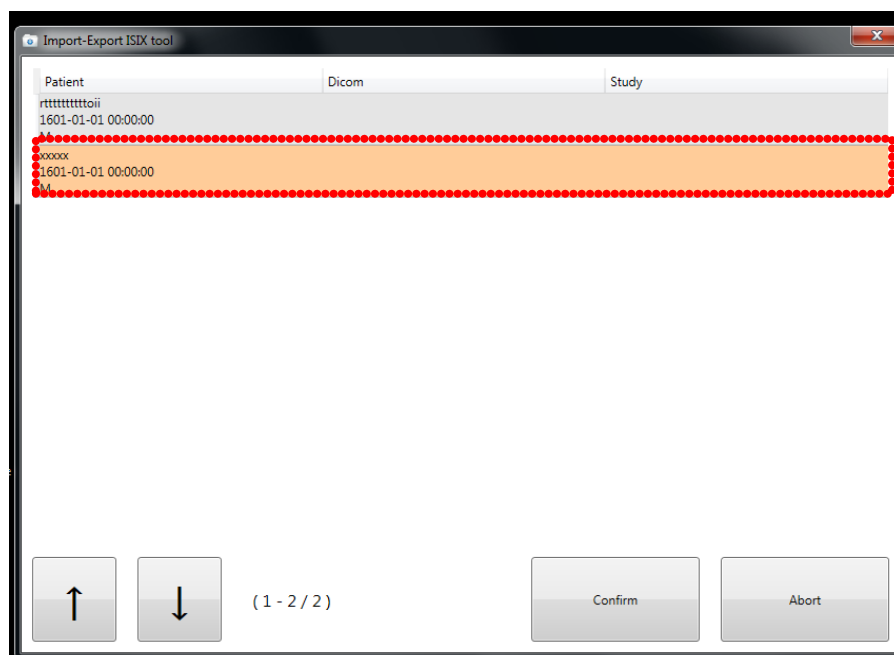 Import-Export ISIX tool
Patient Dicom Study
rttttttttttoii
1601-01-01 00:00:00
M
xxxxx
1601-01-01 00:00:00
M
↑ ↓ ( 1 - 2 / 2 ) Confirm Abort